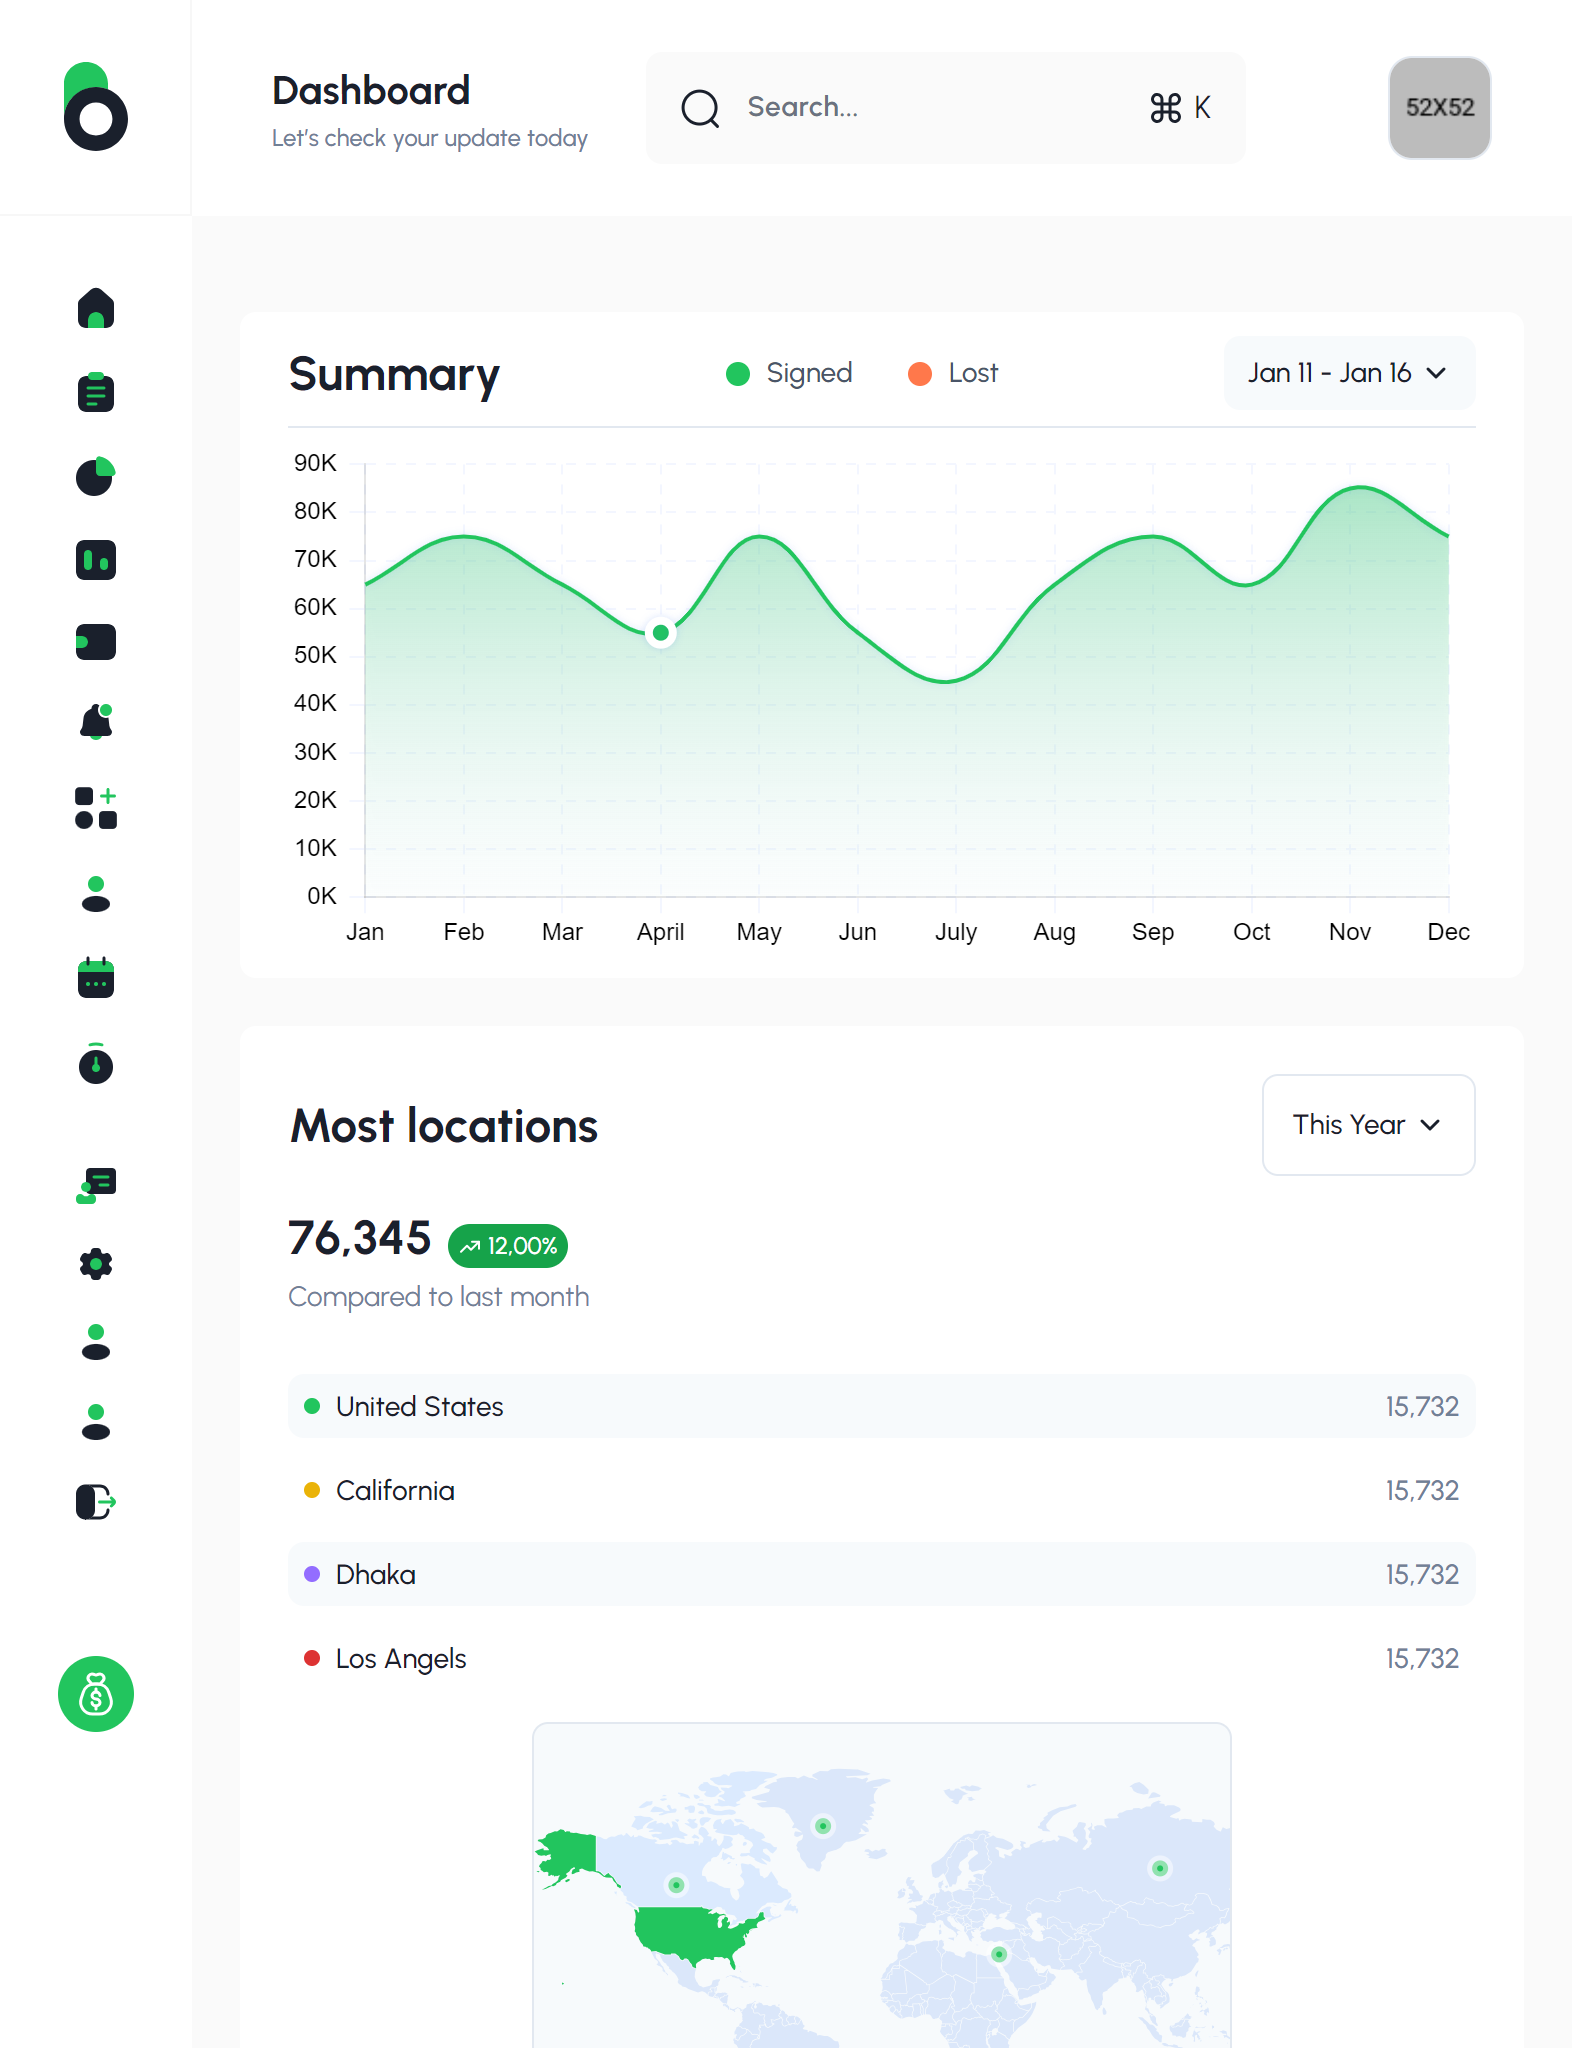 Dashboard
Let's check your update today
Search...
⌘ K
52X52
Summary
Signed
Lost
Jan 11 - Jan 16
90K
80K
70K
60K
50K
40K
30K
20K
10K
0K
Jan Feb Mar April May Jun July Aug Sep Oct Nov Dec
Most locations
This Year
76,345
12,00%
Compared to last month
United States 15,732
California 15,732
Dhaka 15,732
Los Angels 15,732